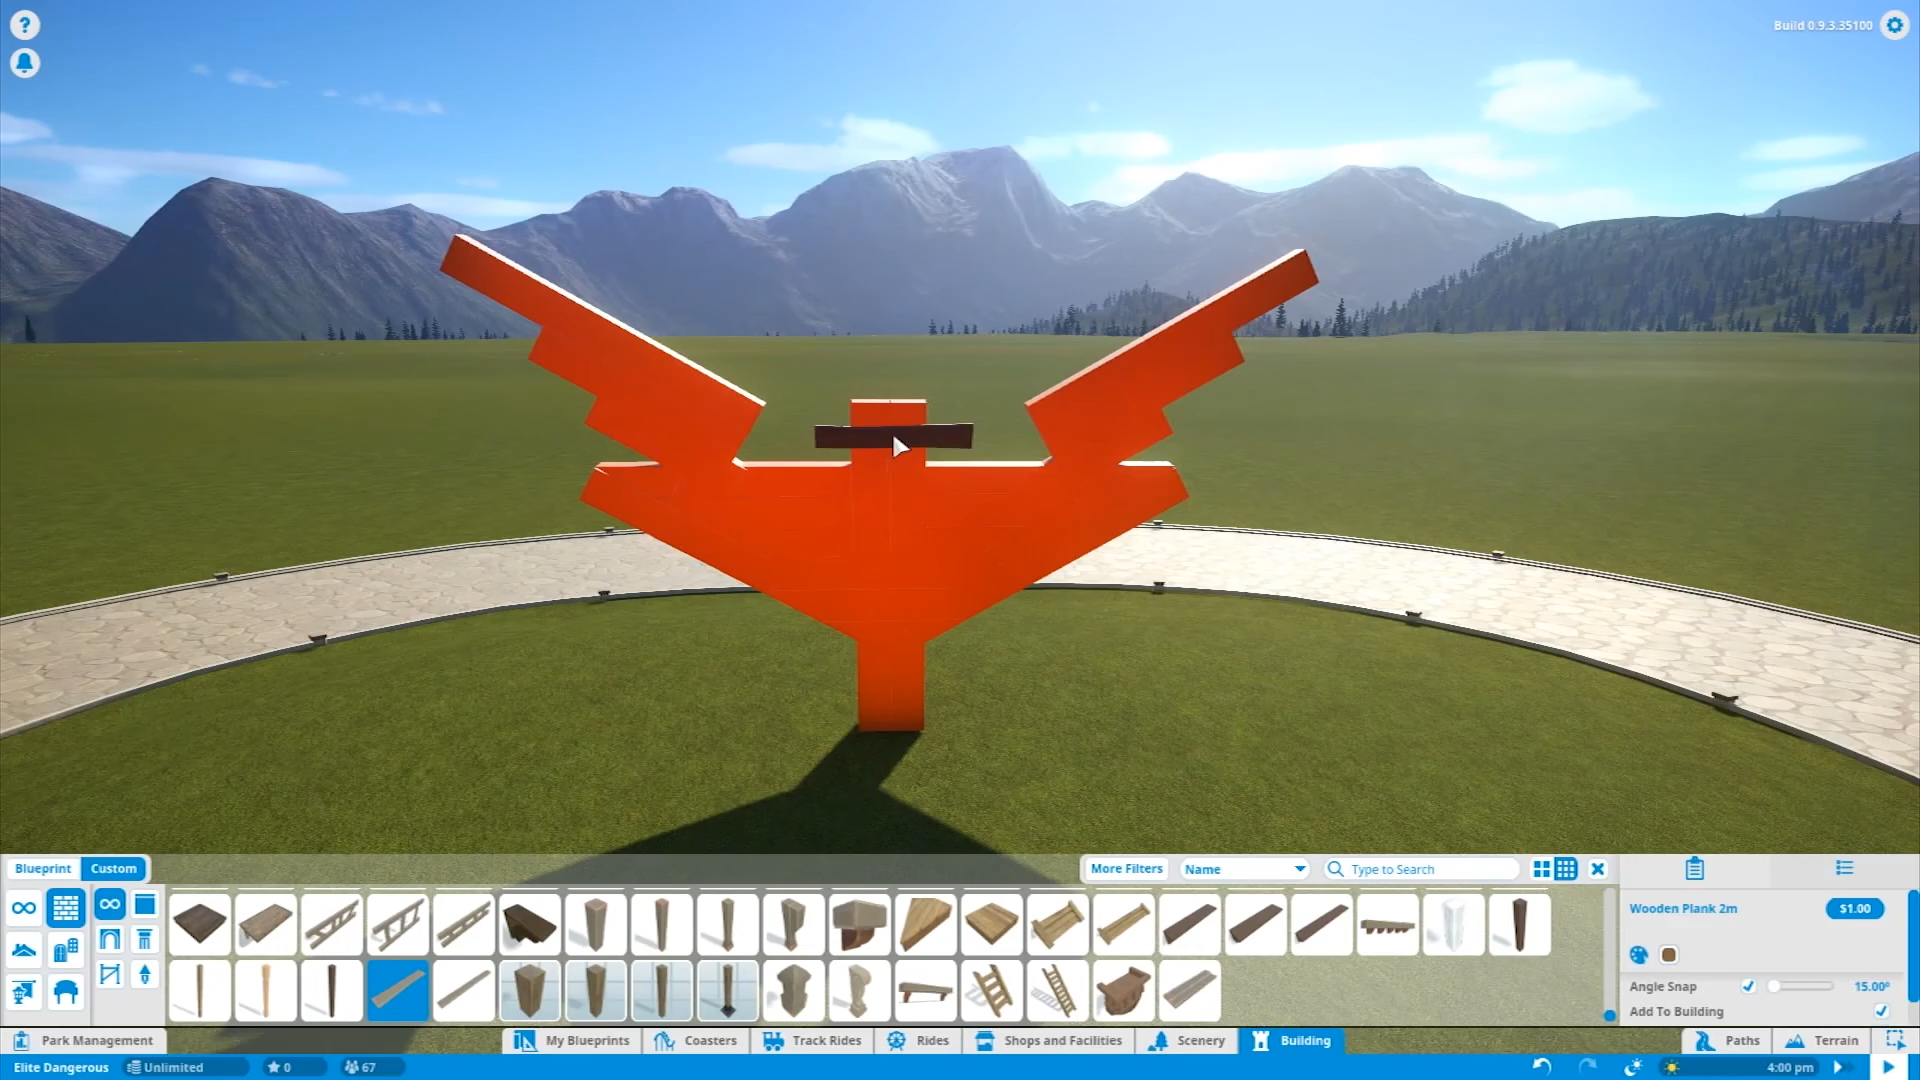 ?
Build 0.9.3.35100
Blueprint
Custom
More Filters
Name
Type to Search
Wooden Plank 2m
$1.00
Angle Snap
15.00°
Add To Building
Park Management
My Blueprints
Coasters
Track Rides
Rides
Shops and Facilities
Scenery
Building
Paths
Terrain
Elite Dangerous
Unlimited
0
67
4:00 pm